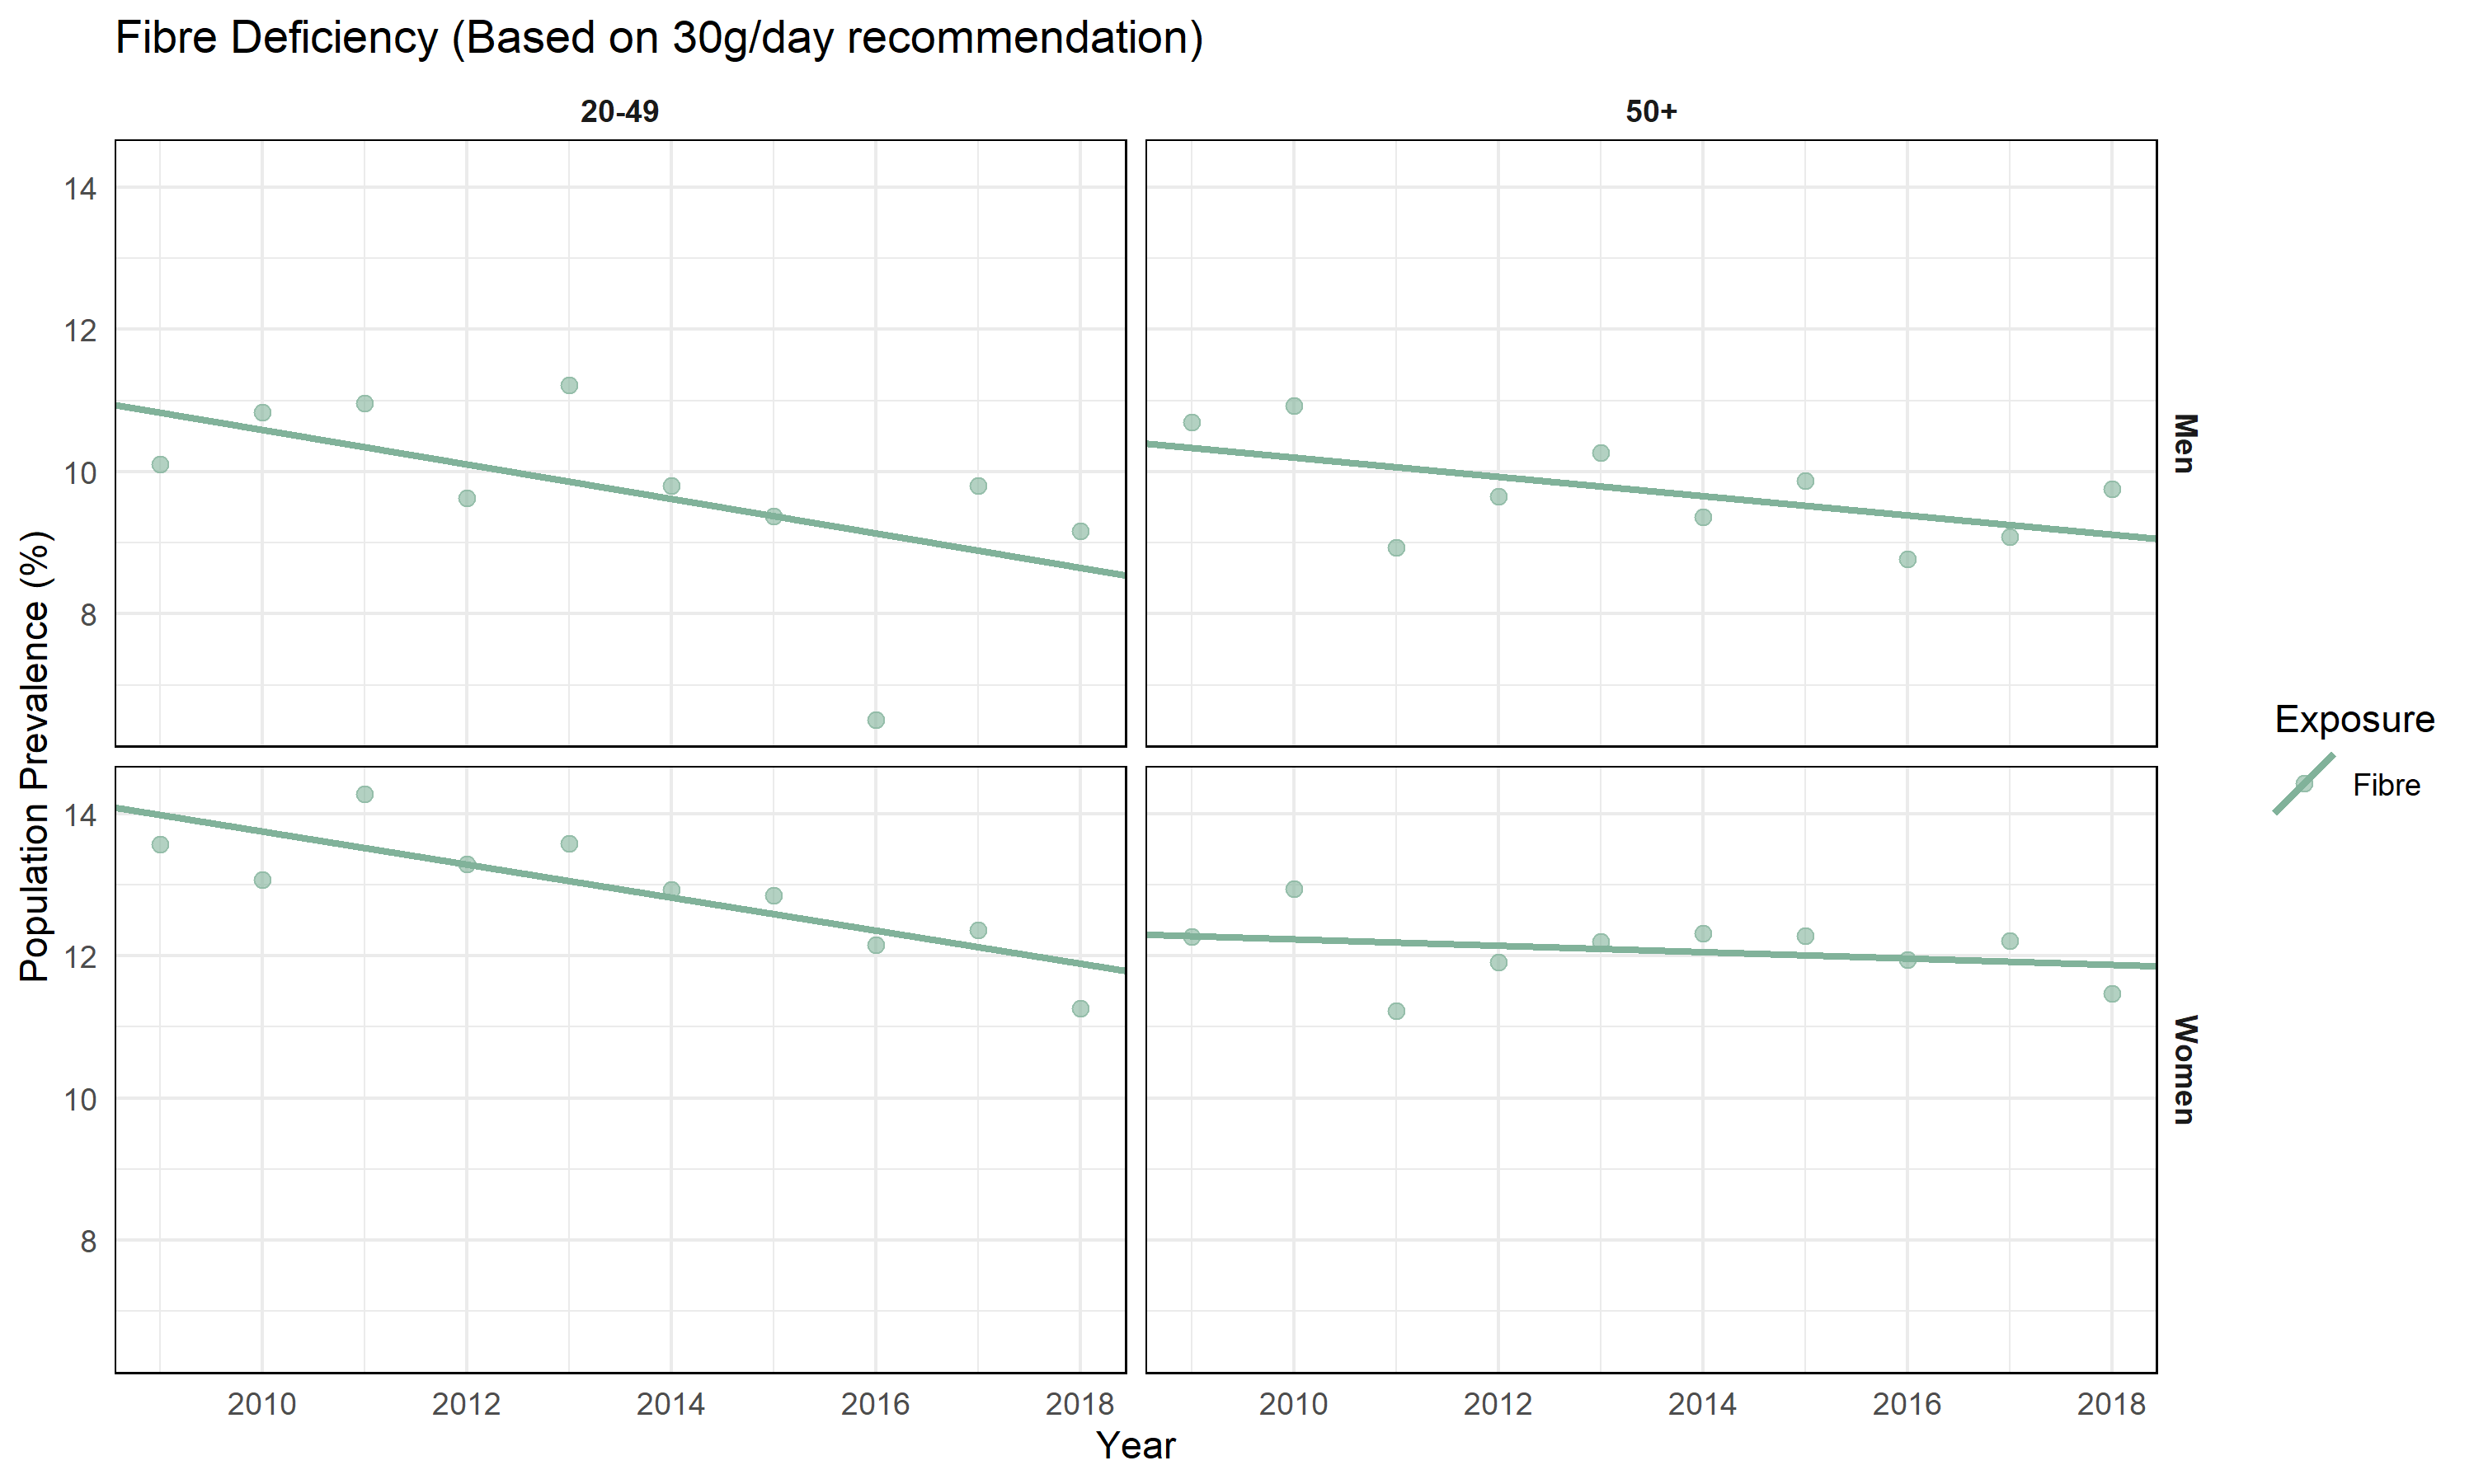 Fibre Deficiency (Based on 30g/day recommendation)
20-49
50+
14
12
10
8
Men
Population Prevalence (%)
14
12
10
8
Women
2010
2012
2014
2016
2018
2010
2012
2014
2016
2018
Year
Exposure
Fibre